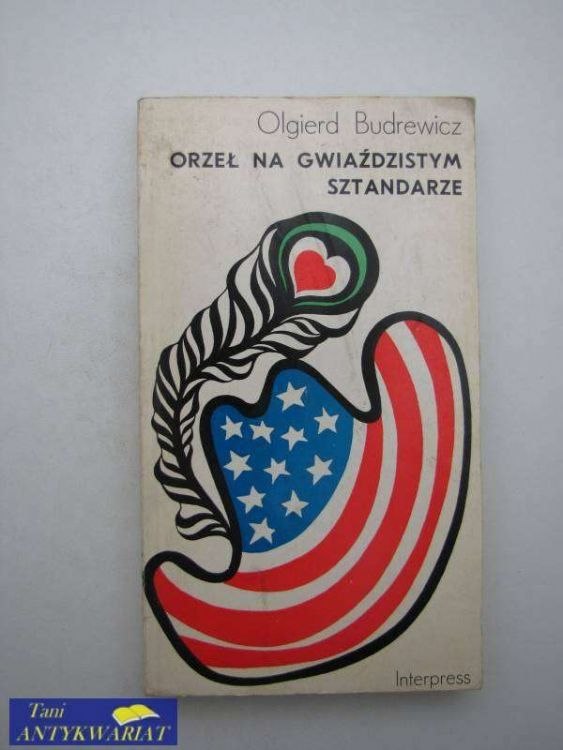 Olgierd Budrewicz
ORZEŁ NA GWIAŹDZISTYM
SZTANDARZE
Interpress
Tani
ANTYKWARIAT